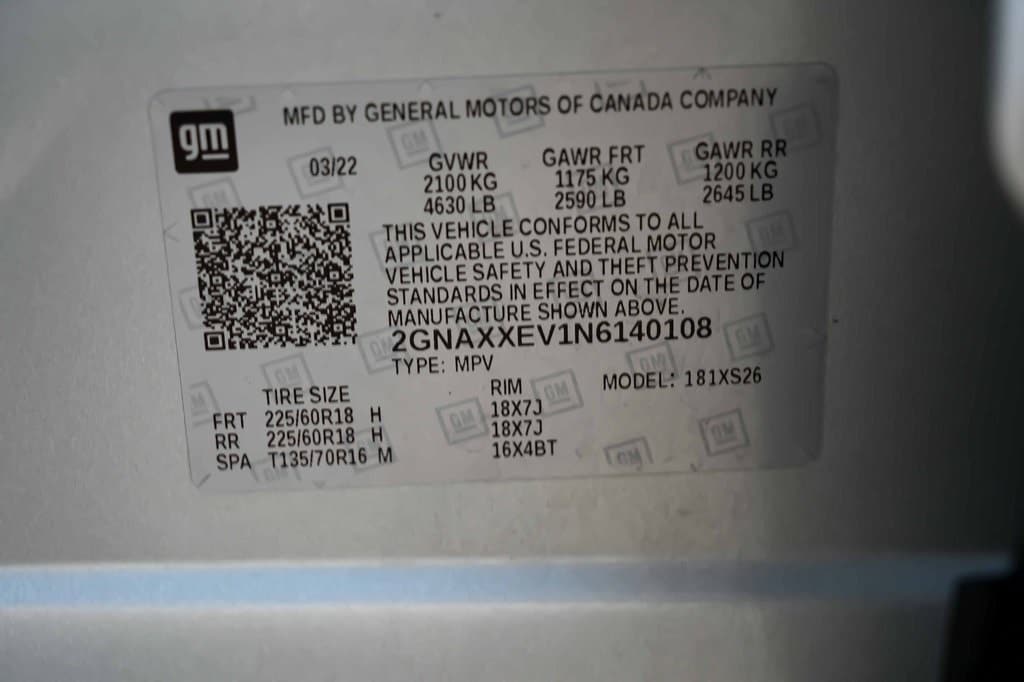 gm
MFD BY GENERAL MOTORS OF CANADA COMPANY
03/22 GVWR GAWR FRT GAWR RR
2100 KG 1175 KG 1200 KG
4630 LB 2590 LB 2645 LB
THIS VEHICLE CONFORMS TO ALL
APPLICABLE U.S. FEDERAL MOTOR
VEHICLE SAFETY AND THEFT PREVENTION
STANDARDS IN EFFECT ON THE DATE OF
MANUFACTURE SHOWN ABOVE.
2GNAXXEV1N6140108
TYPE: MPV MODEL: 181XS26
TIRE SIZE RIM
FRT 225/60R18 H 18X7J
RR 225/60R18 H 18X7J
SPA T135/70R16 M 16X4BT